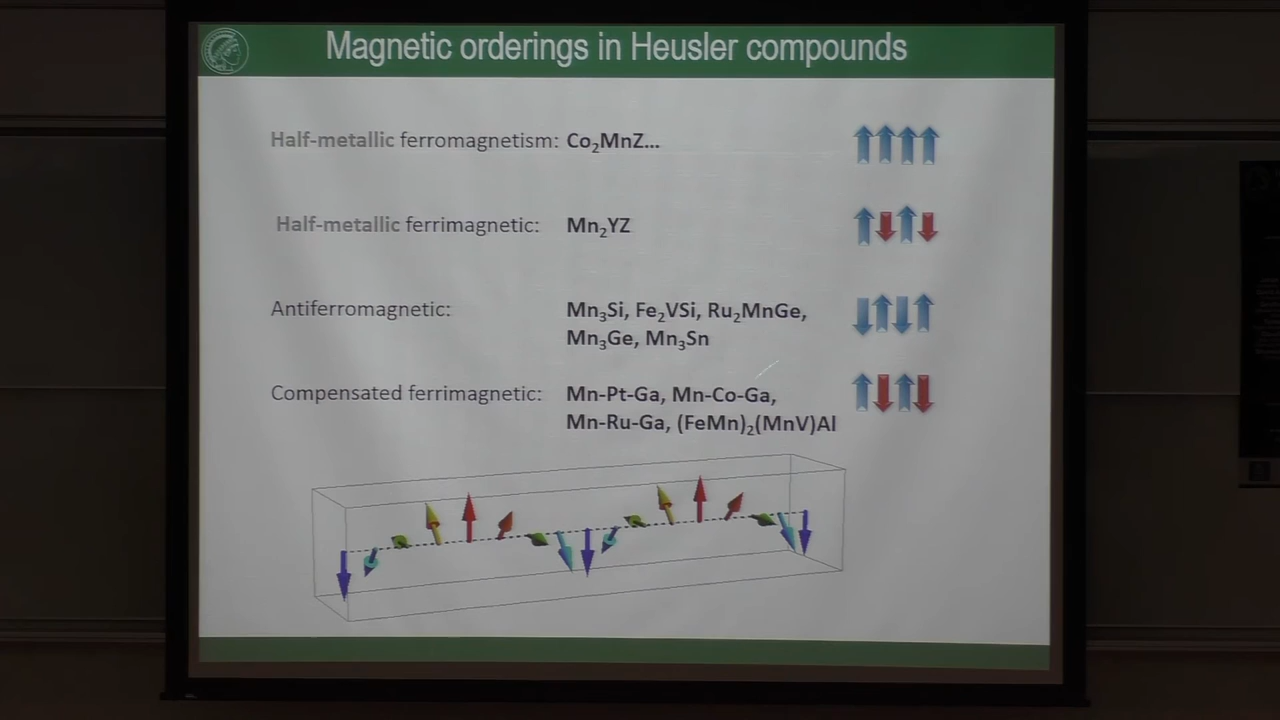 Magnetic orderings in Heusler compounds
Half-metallic ferromagnetism: Co₂MnZ...
Half-metallic ferrimagnetic: Mn₂YZ
Antiferromagnetic: Mn₃Si, Fe₂VSi, Ru₂MnGe,
Mn₃Ge, Mn₃Sn
Compensated ferrimagnetic: Mn-Pt-Ga, Mn-Co-Ga,
Mn-Ru-Ga, (FeMn)₂(MnV)Al